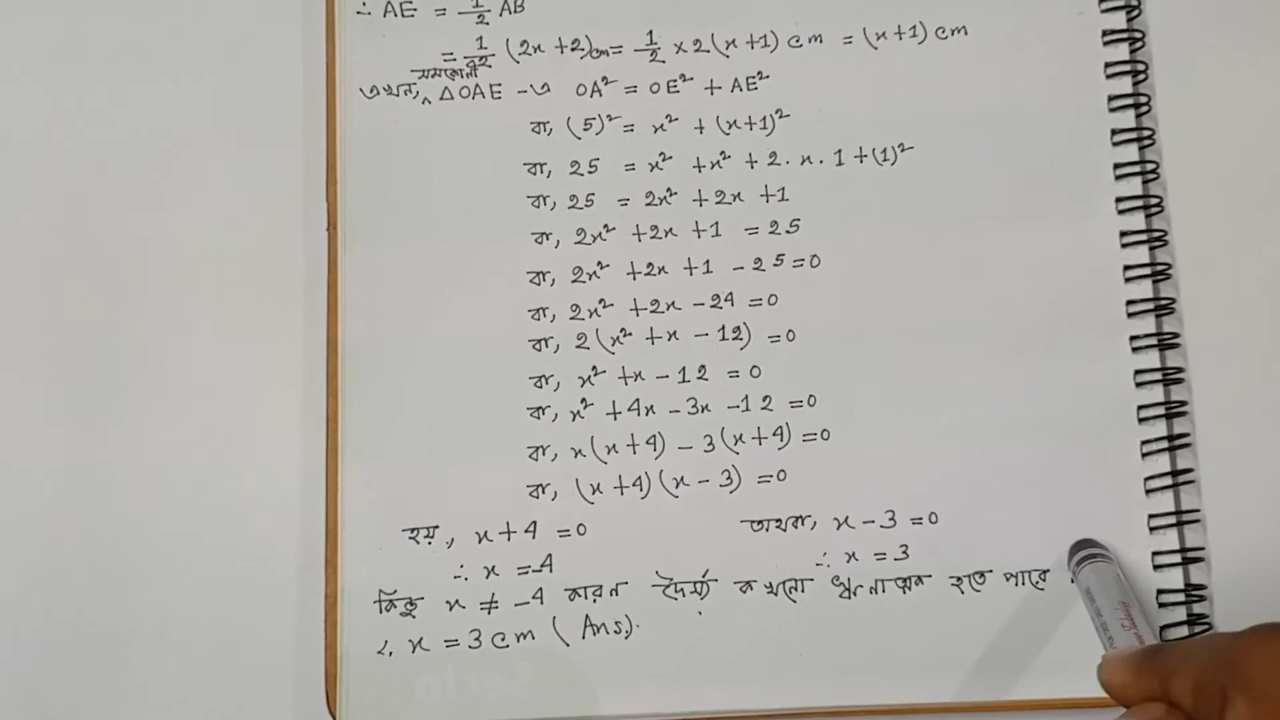 ∴ AE = 1/2 AB
= 1/2 (2x+2)cm = 1/2 × 2(x+1) cm = (x+1) cm
এখন, সমকোণী ΔOAE -এ OA² = OE² + AE²
বা, (5)² = x² + (x+1)²
বা, 25 = x² + x² + 2. x. 1 + (1)²
বা, 25 = 2x² + 2x + 1
বা, 2x² + 2x + 1 = 25
বা, 2x² + 2x + 1 - 25 = 0
বা, 2x² + 2x - 24 = 0
বা, 2(x² + x - 12) = 0
বা, x² + x - 12 = 0
বা, x² + 4x - 3x - 12 = 0
বা, x(x+4) - 3(x+4) = 0
বা, (x+4)(x-3) = 0
হয়, x+4 = 0 অথবা, x-3 = 0
∴ x = -4 ∴ x = 3
কিন্তু x ≠ -4 কারন দৈর্ঘ্য কখনো ঋনাত্মক হতে পারে
∴ x = 3 cm (Ans).